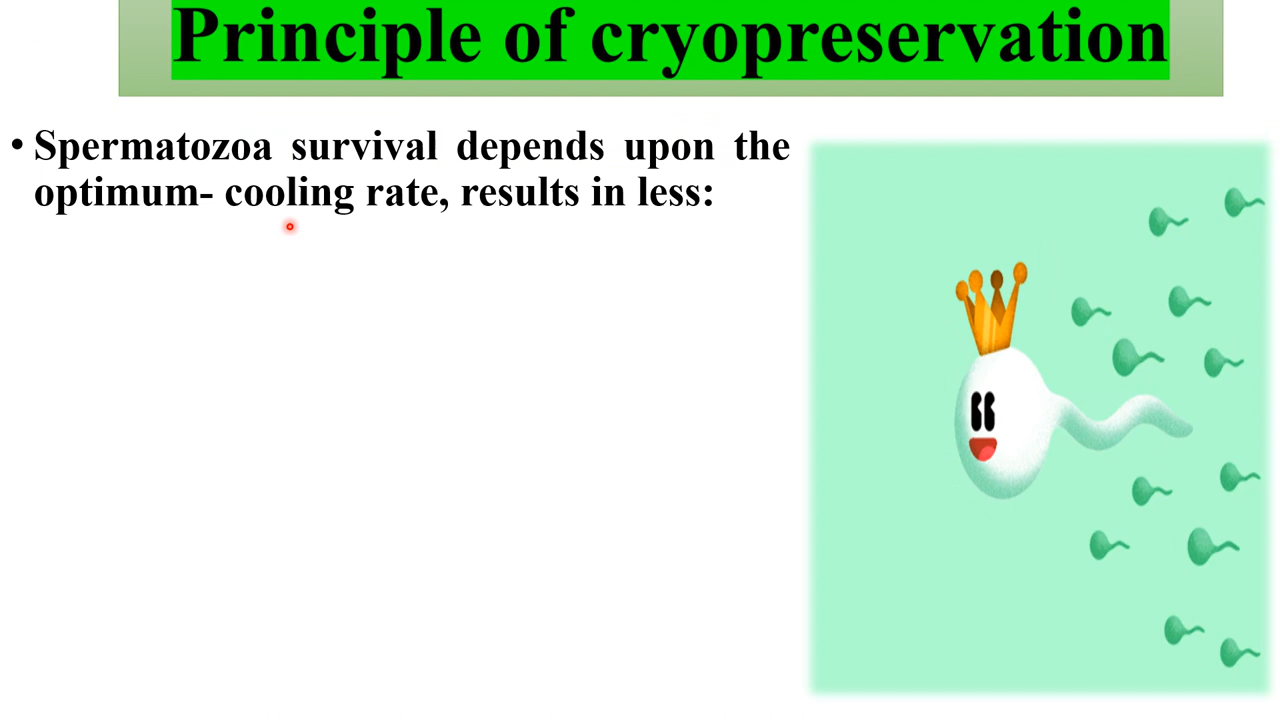 Principle of cryopreservation
• Spermatozoa survival depends upon the
optimum- cooling rate, results in less: